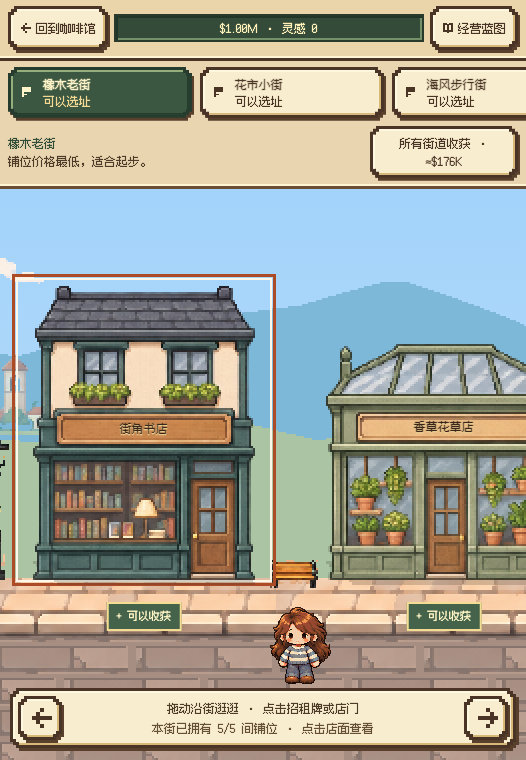 回到咖啡馆
$1.00M · 灵感 0
经营蓝图
橡木老街
可以选址
花市小街
可以选址
海风步行街
可以选址
橡木老街
铺位价格最低，适合起步。
所有街道收获 ·
≈$176K
街角书店
香草花草店
+ 可以收获
+ 可以收获
拖动沿街逛逛 · 点击招租牌或店门
本街已拥有 5/5 间铺位 · 点击店面查看